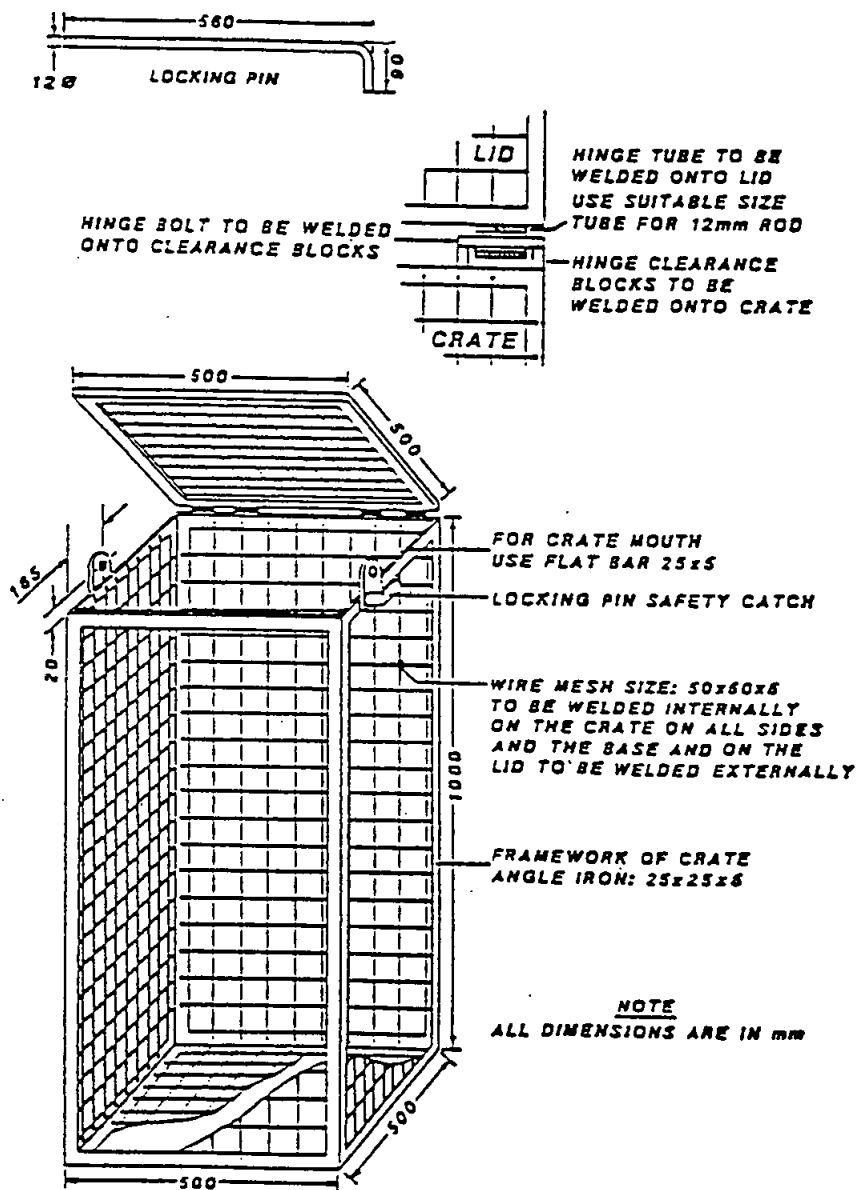 560
12Ø
LOCKING PIN
90
LID
HINGE TUBE TO BE
WELDED ONTO LID
USE SUITABLE SIZE
TUBE FOR 12mm ROD
HINGE BOLT TO BE WELDED
ONTO CLEARANCE BLOCKS
HINGE CLEARANCE
BLOCKS TO BE
WELDED ONTO CRATE
CRATE
500
500
165
20
FOR CRATE MOUTH
USE FLAT BAR 25x5
LOCKING PIN SAFETY CATCH
WIRE MESH SIZE: 50x60x6
TO BE WELDED INTERNALLY
ON THE CRATE ON ALL SIDES
AND THE BASE AND ON THE
LID TO BE WELDED EXTERNALLY
1000
FRAMEWORK OF CRATE
ANGLE IRON: 25x25x6
NOTE
ALL DIMENSIONS ARE IN mm
500
500